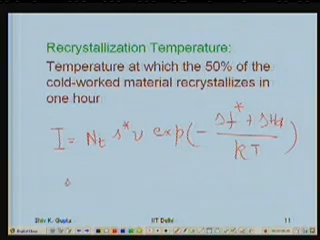 Recrystallization Temperature:
Temperature at which the 50% of the
cold-worked material recrystallizes in
one hour
I = N_t s* ν exp(- (Δf* + ΔH_d) / kT)
Shiv K. Gupta IIT Delhi 11